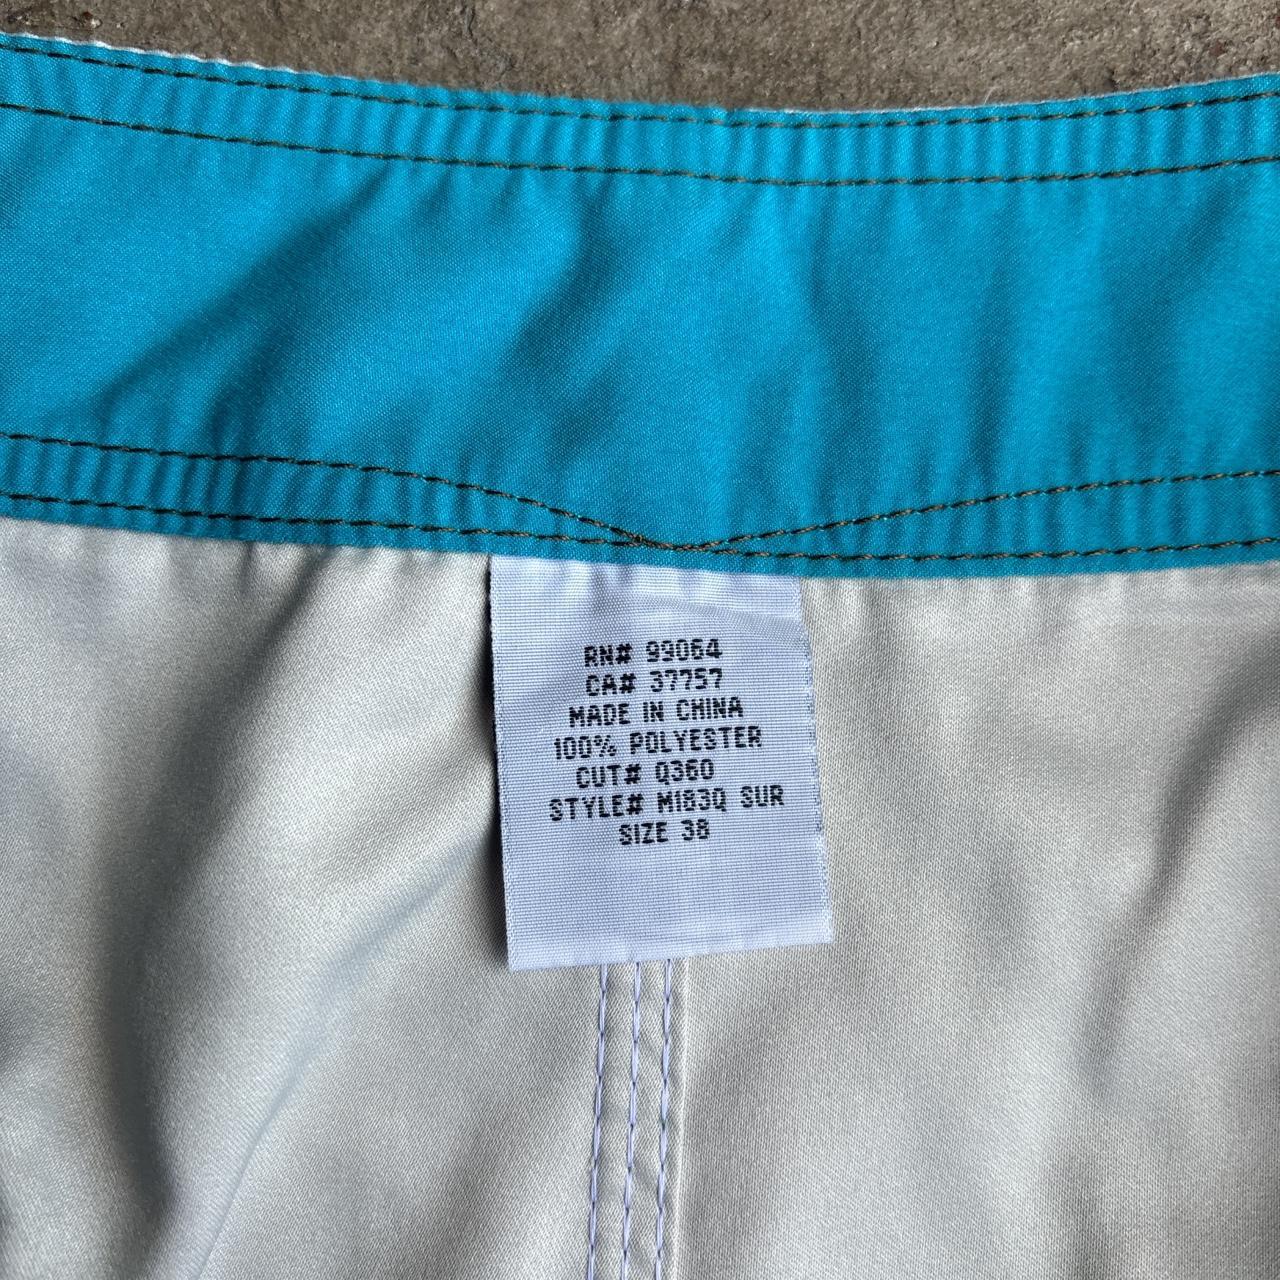 RN# 99064
CA# 37757
MADE IN CHINA
100% POLYESTER
CUT# Q360
STYLE# M183Q SUR
SIZE 38